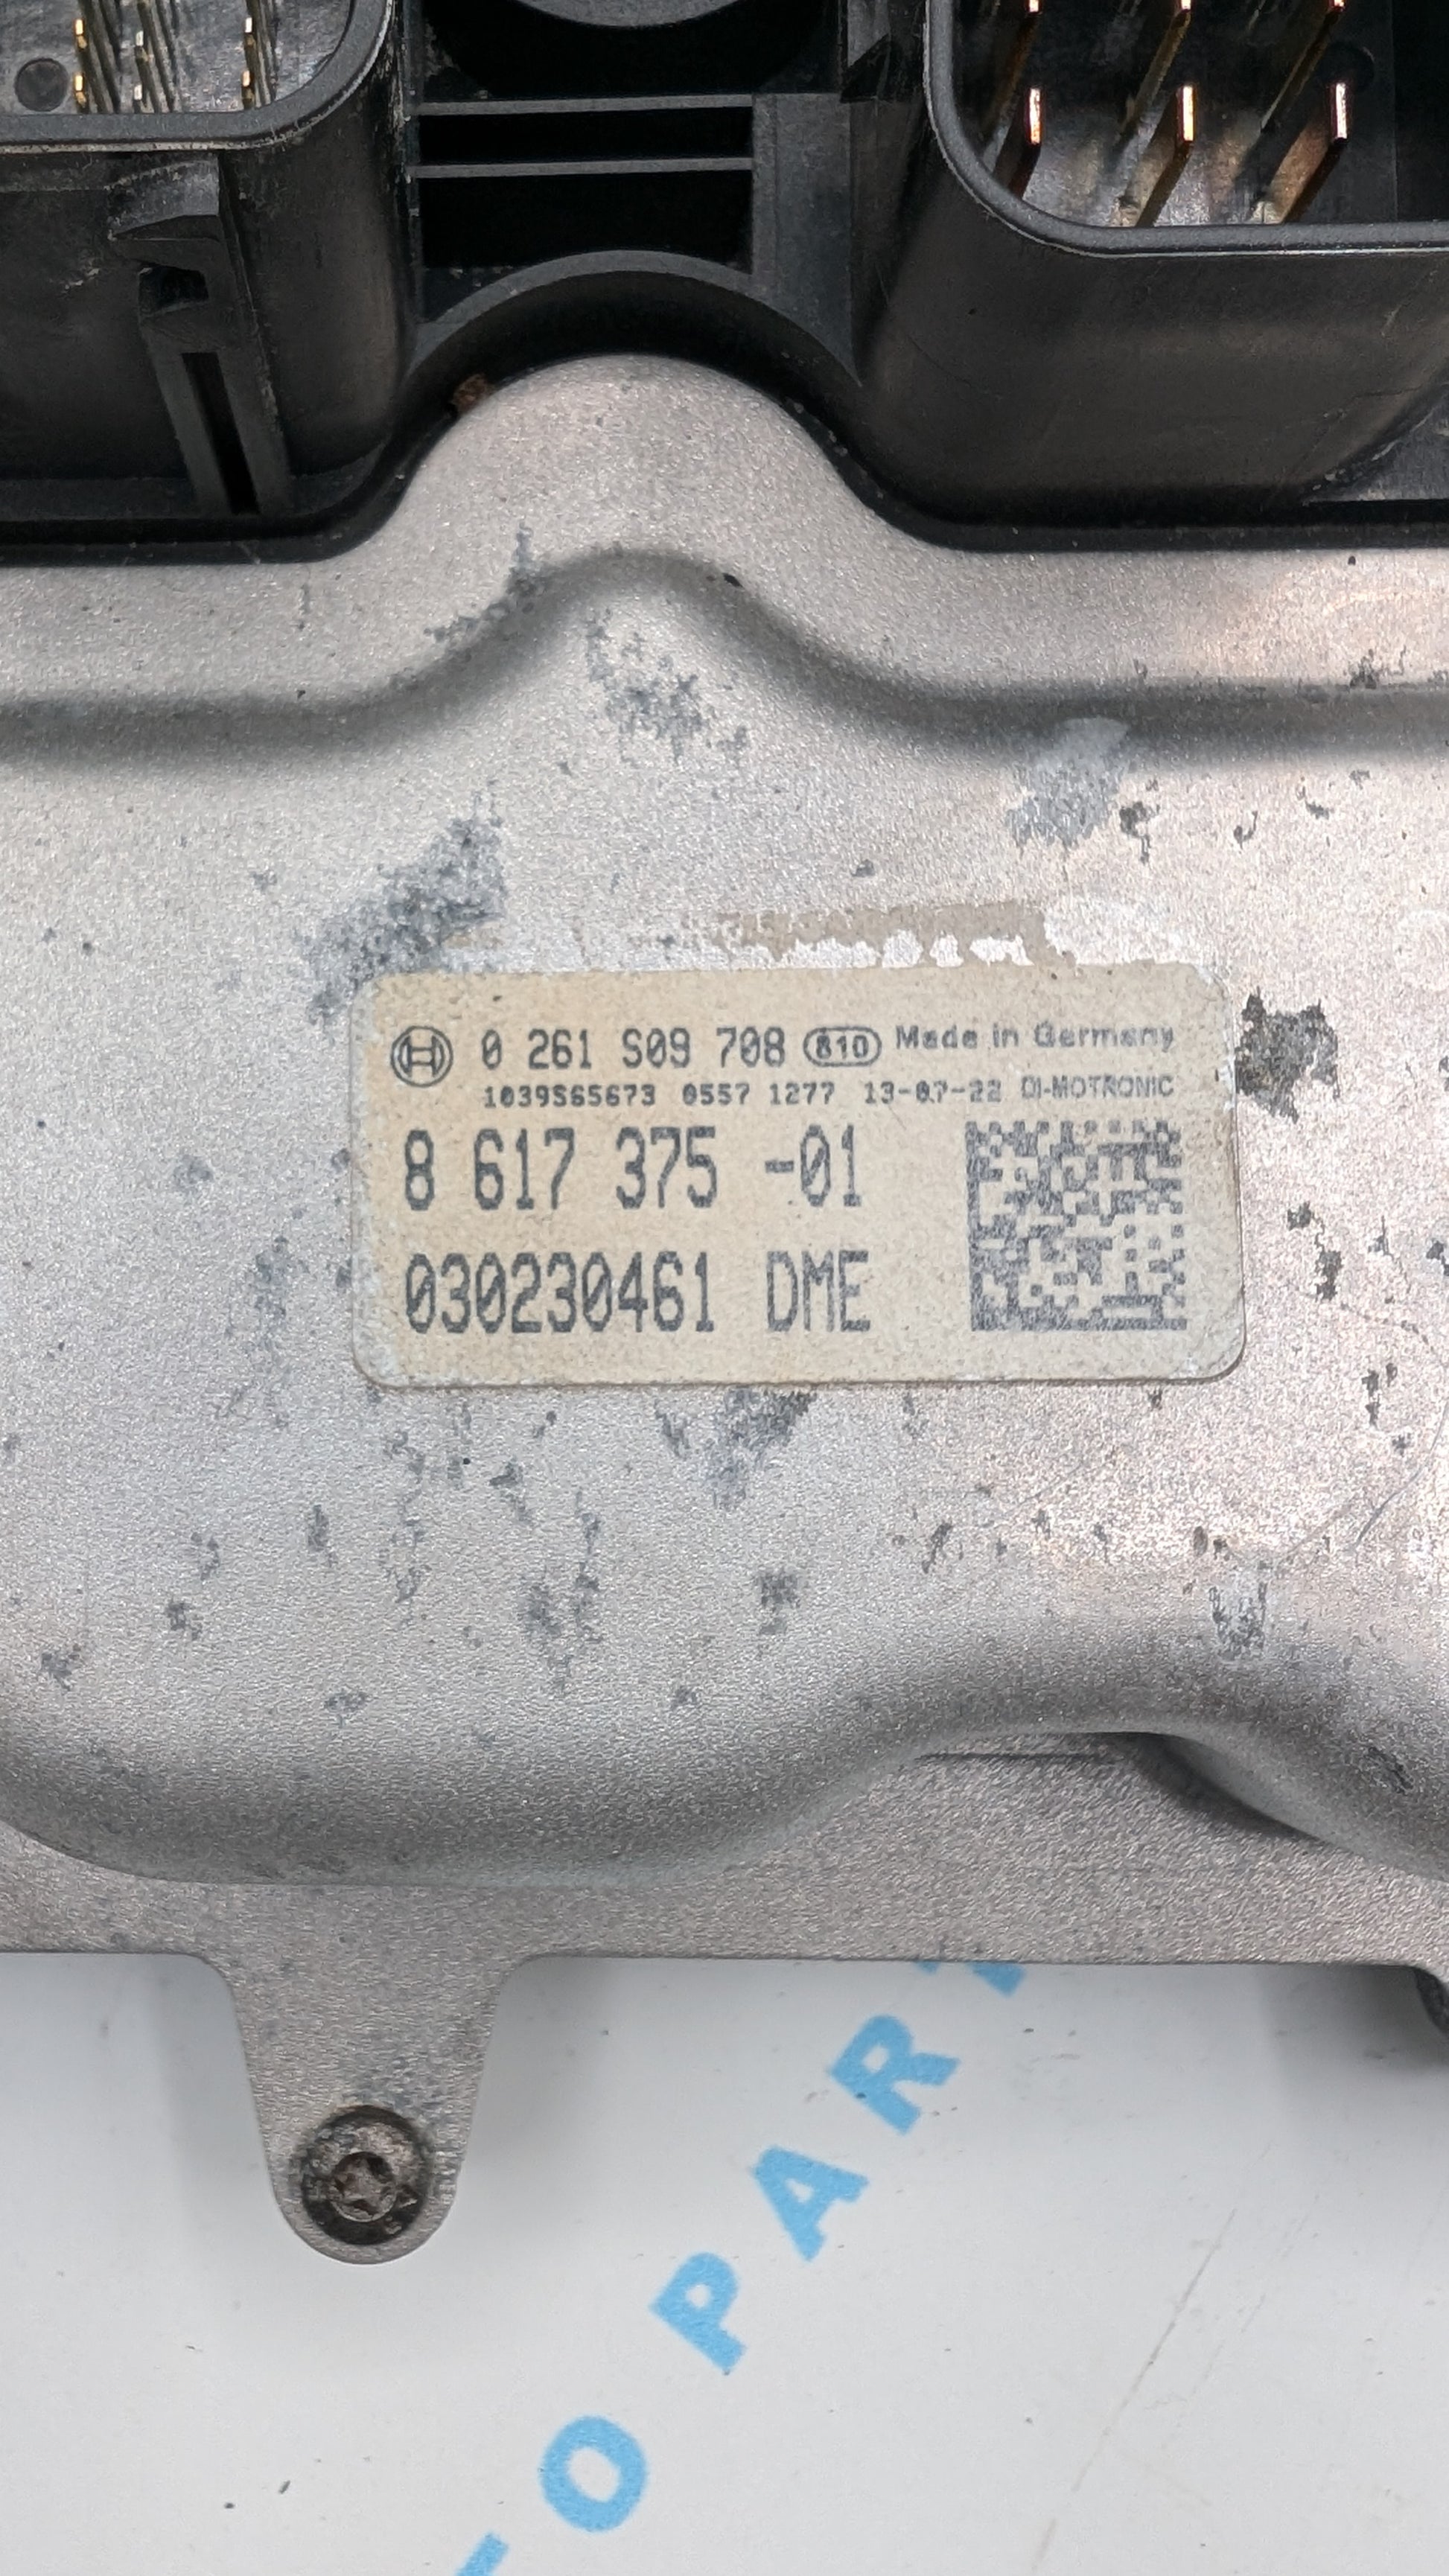 0 261 S09 708 810 Made in Germany
1039S65673 0557 1277 13-07-22 DI-MOTRONIC
8 617 375 -01
030230461 DME
O PART